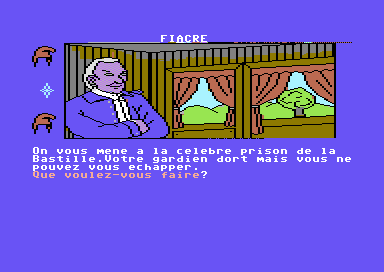 FIACRE
On vous mene a la celebre prison de la
Bastille.Votre gardien dort mais vous ne
pouvez vous echapper.
Que voulez-vous faire?